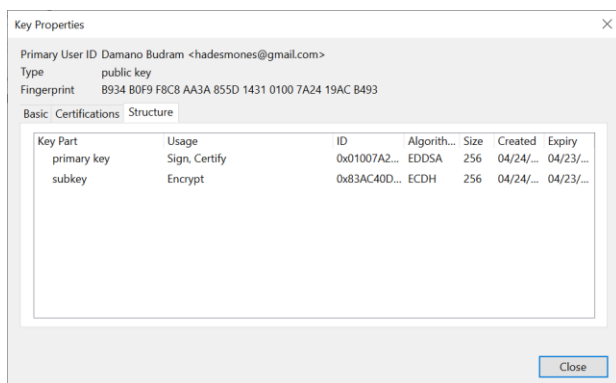 Key Properties
Primary User ID Damano Budram <hadesmones@gmail.com>
Type public key
Fingerprint B934 B0F9 F8C8 AA3A 855D 1431 0100 7A24 19AC B493
Basic Certifications Structure
Key Part Usage ID Algorith... Size Created Expiry
primary key Sign, Certify 0x01007A2... EDDSA 256 04/24/... 04/23/...
subkey Encrypt 0x83AC40D... ECDH 256 04/24/... 04/23/...
Close